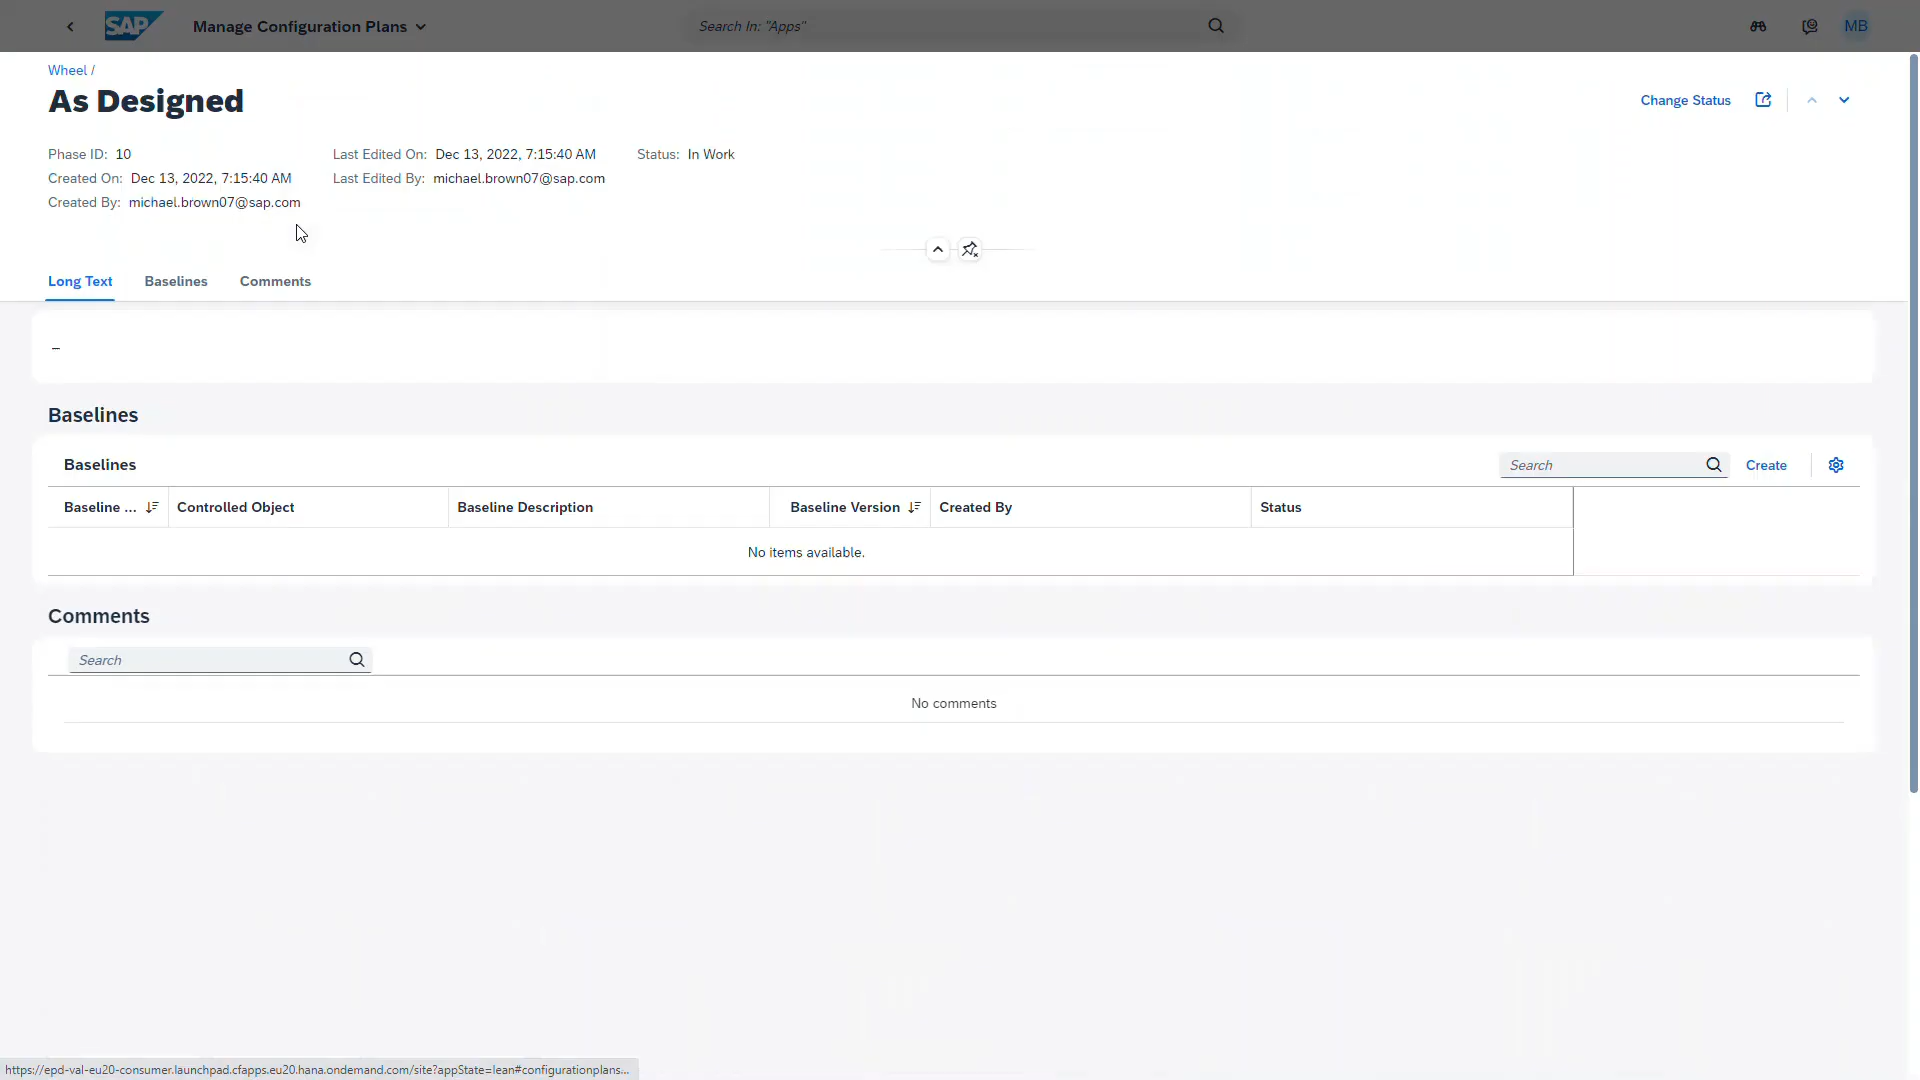 SAP
Manage Configuration Plans
Search In: "Apps"
MB
Wheel /
As Designed
Change Status
Phase ID: 10
Last Edited On: Dec 13, 2022, 7:15:40 AM
Status: In Work
Created On: Dec 13, 2022, 7:15:40 AM
Last Edited By: michael.brown07@sap.com
Created By: michael.brown07@sap.com
Long Text
Baselines
Comments
–
Baselines
Baselines
Search
Create
Baseline ...
Controlled Object
Baseline Description
Baseline Version
Created By
Status
No items available.
Comments
Search
No comments
https://epd-val-eu20-consumer.launchpad.cfapps.eu20.hana.ondemand.com/site?appState=lean#configurationplans...